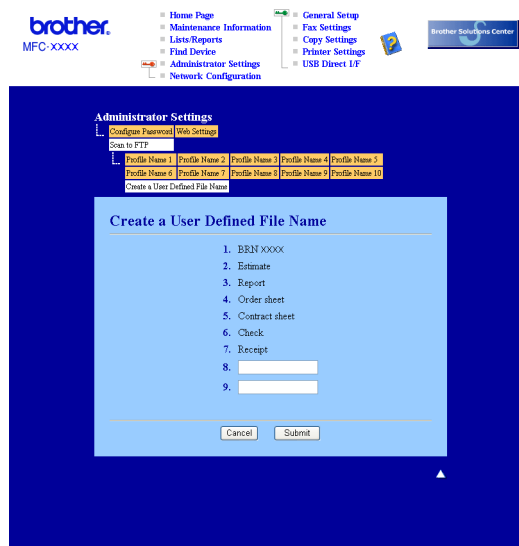 brother.
MFC-XXXX
Home Page
Maintenance Information
Lists/Reports
Find Device
Administrator Settings
Network Configuration
General Setup
Fax Settings
Copy Settings
Printer Settings
USB Direct I/F
Brother Solutions Center
Administrator Settings
Configure Password Web Settings
Scan to FTP
Profile Name 1 Profile Name 2 Profile Name 3 Profile Name 4 Profile Name 5
Profile Name 6 Profile Name 7 Profile Name 8 Profile Name 9 Profile Name 10
Create a User Defined File Name
Create a User Defined File Name
1. BRN XXXX
2. Estimate
3. Report
4. Order sheet
5. Contract sheet
6. Check
7. Receipt
8.
9.
Cancel Submit